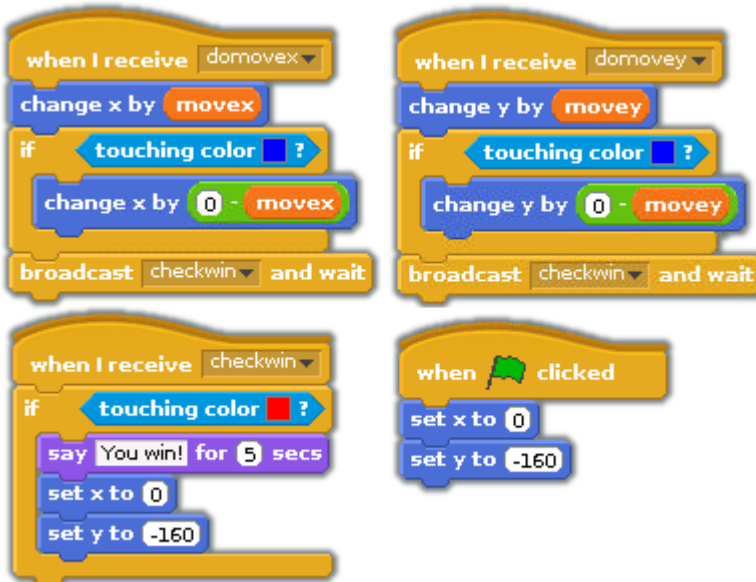 when I receive domovex
change x by movex
if touching color ?
change x by 0 - movex
broadcast checkwin and wait
when I receive domovey
change y by movey
if touching color ?
change y by 0 - movey
broadcast checkwin and wait
when I receive checkwin
if touching color ?
say You win! for 5 secs
set x to 0
set y to -160
when clicked
set x to 0
set y to -160